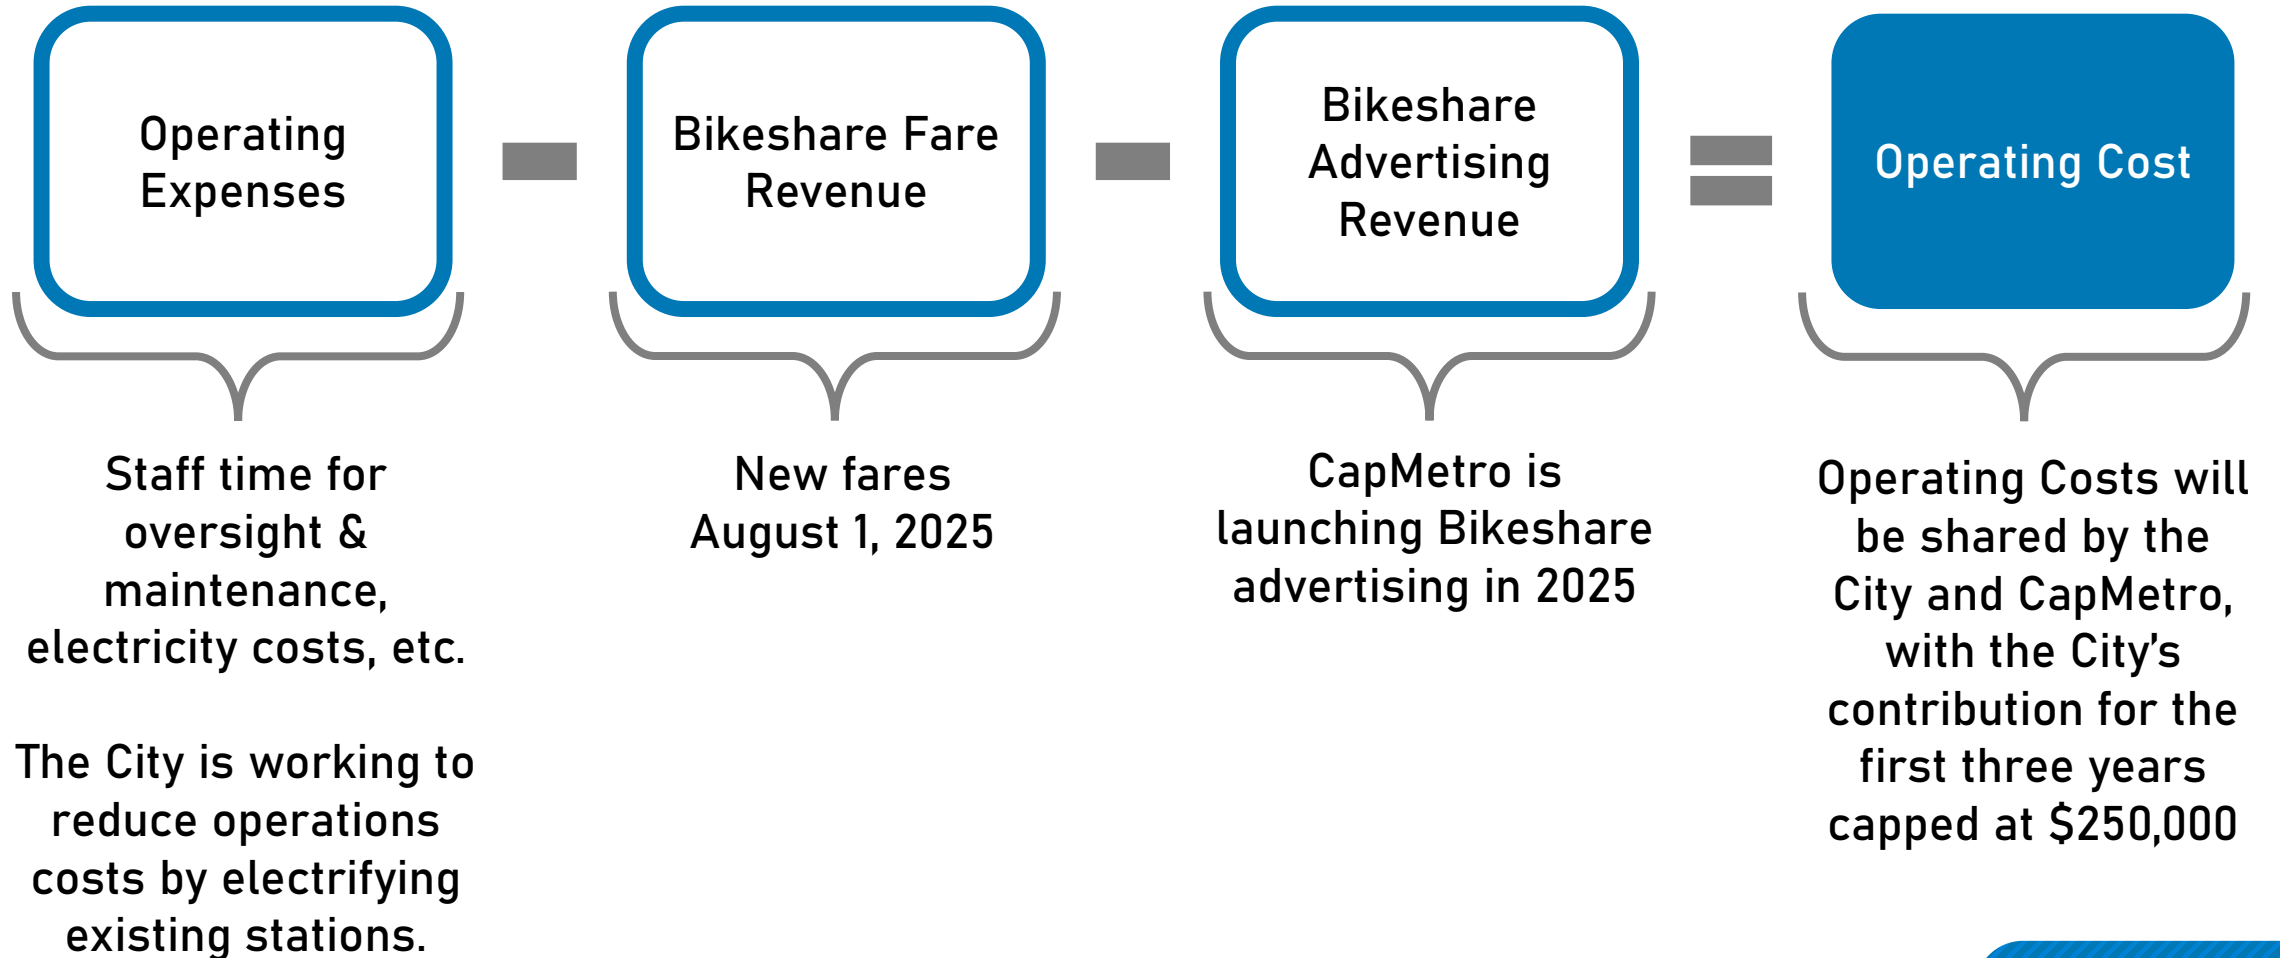 Operating
Expenses
Bikeshare Fare
Revenue
Bikeshare
Advertising
Revenue
Operating Cost
Staff time for
oversight &
maintenance,
electricity costs, etc.
The City is working to
reduce operations
costs by electrifying
existing stations.
New fares
August 1, 2025
CapMetro is
launching Bikeshare
advertising in 2025
Operating Costs will
be shared by the
City and CapMetro,
with the City's
contribution for the
first three years
capped at $250,000